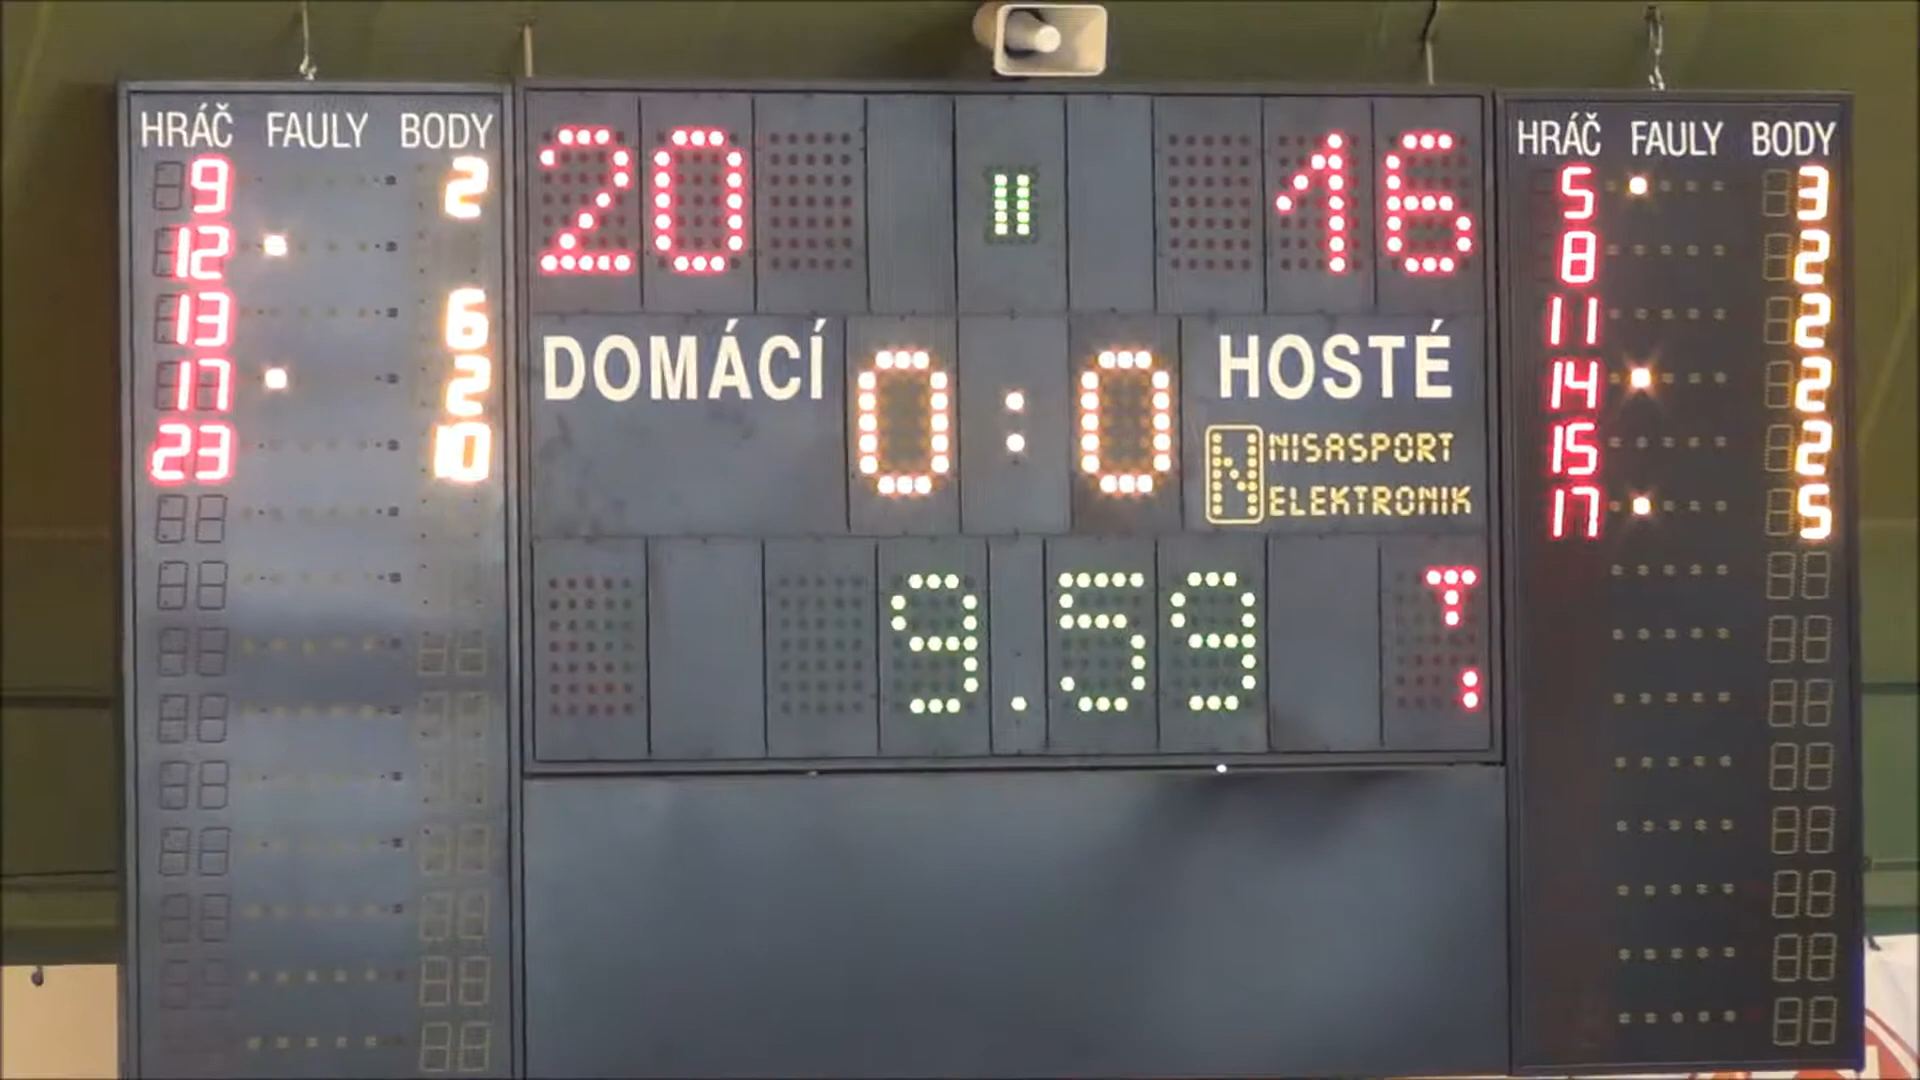 HRÁČ FAULY BODY
9 2
12
13 6
17 2
23 10
20 II 16
DOMÁCÍ 0:0 HOSTÉ
NISASPORT
ELEKTRONIK
9.59
HRÁČ FAULY BODY
5 3
8 2
11 2
14 2
15 2
17 5